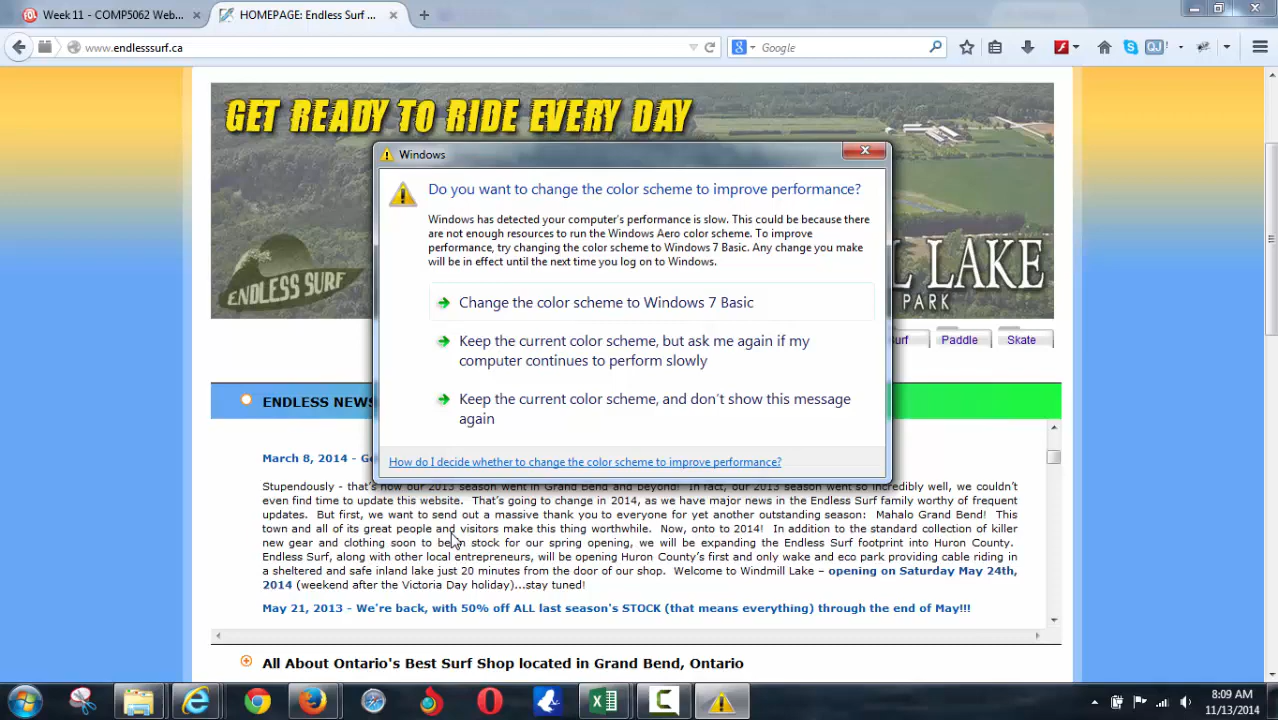 Week 11 - COMP5062 Web...
HOMEPAGE: Endless Surf ...
www.endlesssurf.ca
Google
GET READY TO RIDE EVERY DAY
ENDLESS SURF
LAKE
PARK
Windows
Do you want to change the color scheme to improve performance?
Windows has detected your computer's performance is slow. This could be because there
are not enough resources to run the Windows Aero color scheme. To improve
performance, try changing the color scheme to Windows 7 Basic. Any change you make
will be in effect until the next time you log on to Windows.
Change the color scheme to Windows 7 Basic
Keep the current color scheme, but ask me again if my
computer continues to perform slowly
Keep the current color scheme, and don't show this message
again
How do I decide whether to change the color scheme to improve performance?
urf
Paddle
Skate
ENDLESS NEWS
March 8, 2014 - Ge
Stupendously - that's how our 2013 season went in Grand Bend and beyond! In fact, our 2013 season went so incredibly well, we couldn't
even find time to update this website. That's going to change in 2014, as we have major news in the Endless Surf family worthy of frequent
updates. But first, we want to send out a massive thank you to everyone for yet another outstanding season: Mahalo Grand Bend! This
town and all of its great people and visitors make this thing worthwhile. Now, onto to 2014! In addition to the standard collection of killer
new gear and clothing soon to be in stock for our spring opening, we will be expanding the Endless Surf footprint into Huron County.
Endless Surf, along with other local entrepreneurs, will be opening Huron County's first and only wake and eco park providing cable riding in
a sheltered and safe inland lake just 20 minutes from the door of our shop. Welcome to Windmill Lake – opening on Saturday May 24th,
2014 (weekend after the Victoria Day holiday)...stay tuned!
May 21, 2013 - We're back, with 50% off ALL last season's STOCK (that means everything) through the end of May!!!
All About Ontario's Best Surf Shop located in Grand Bend, Ontario
8:09 AM
11/13/2014